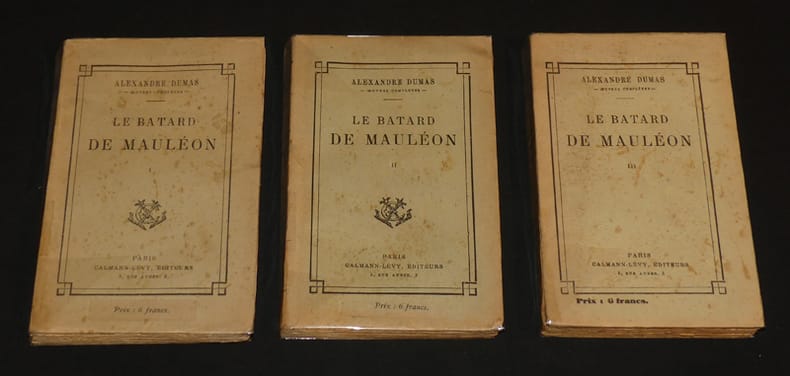 ALEXANDRE DUMAS
— ŒUVRES COMPLÈTES —
LE BATARD
DE MAULÉON
I
PARIS
CALMANN-LÉVY, ÉDITEURS
3, RUE AUBER, 3
Prix : 6 francs.
ALEXANDRE DUMAS
— ŒUVRES COMPLÈTES —
LE BATARD
DE MAULÉON
II
PARIS
CALMANN-LÉVY, ÉDITEURS
3, RUE AUBER, 3
Prix : 6 francs.
ALEXANDRE DUMAS
— ŒUVRES COMPLÈTES —
LE BATARD
DE MAULÉON
III
PARIS
CALMANN-LÉVY, ÉDITEURS
3, RUE AUBER, 3
Prix : 6 francs.